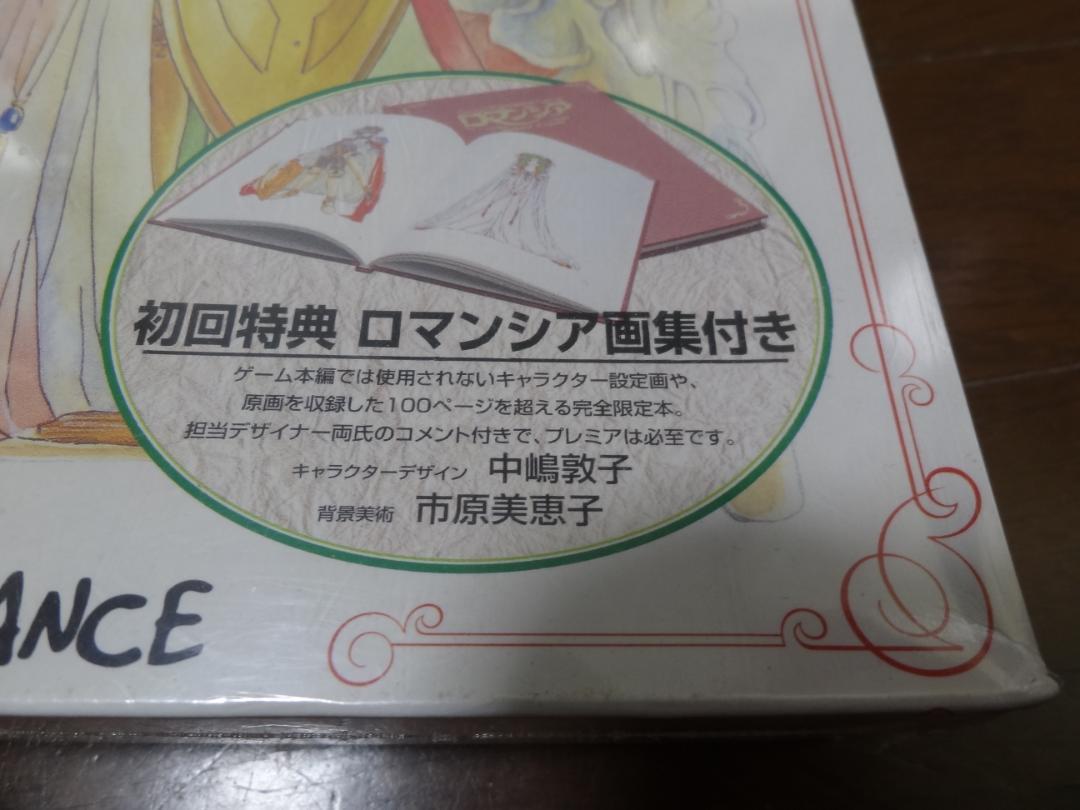 ロマンシア
初回特典 ロマンシア画集付き
ゲーム本編では使用されないキャラクター設定画や、
原画を収録した100ページを超える完全限定本。
担当デザイナー両氏のコメント付きで、プレミアは必至です。
キャラクターデザイン 中嶋敦子
背景美術 市原美恵子
ANCE